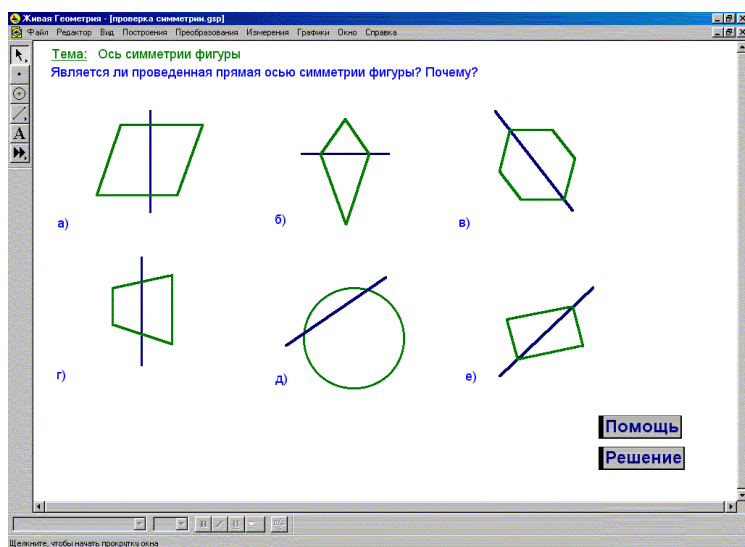 Живая Геометрия - [проверка симметрии.gsp]
Файл Редактор Вид Построения Преобразования Измерения Графики Окно Справка
Тема: Ось симметрии фигуры
Является ли проведенная прямая осью симметрии фигуры? Почему?
A
а) б) в)
г) д) е)
Помощь
Решение
B I U
Щелкните, чтобы начать прокрутку окна